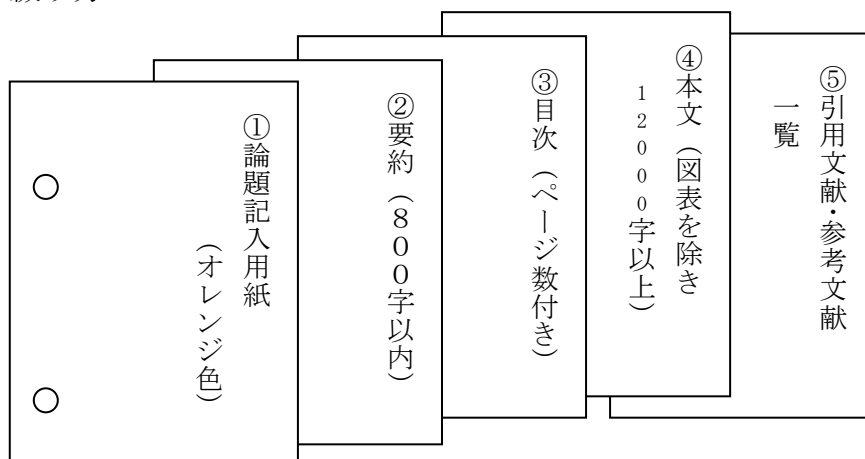 ①論題記入用紙
（オレンジ色）
②要約（８００字以内）
③目次（ページ数付き）
④本文（図表を除き
１２０００字以上）
⑤引用文献・参考文献
一覧